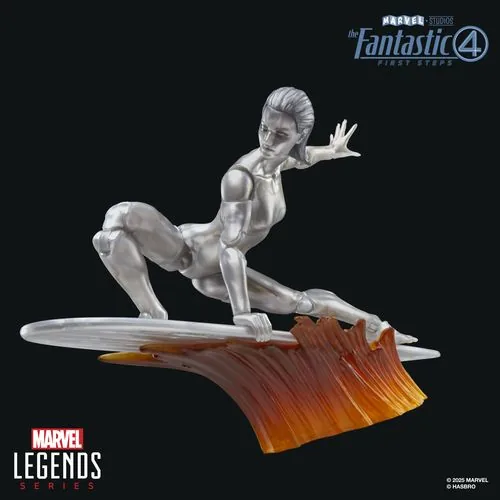 MARVEL STUDIOS
the Fantastic 4
FIRST STEPS
MARVEL
LEGENDS
SERIES
© 2025 MARVEL
© HASBRO